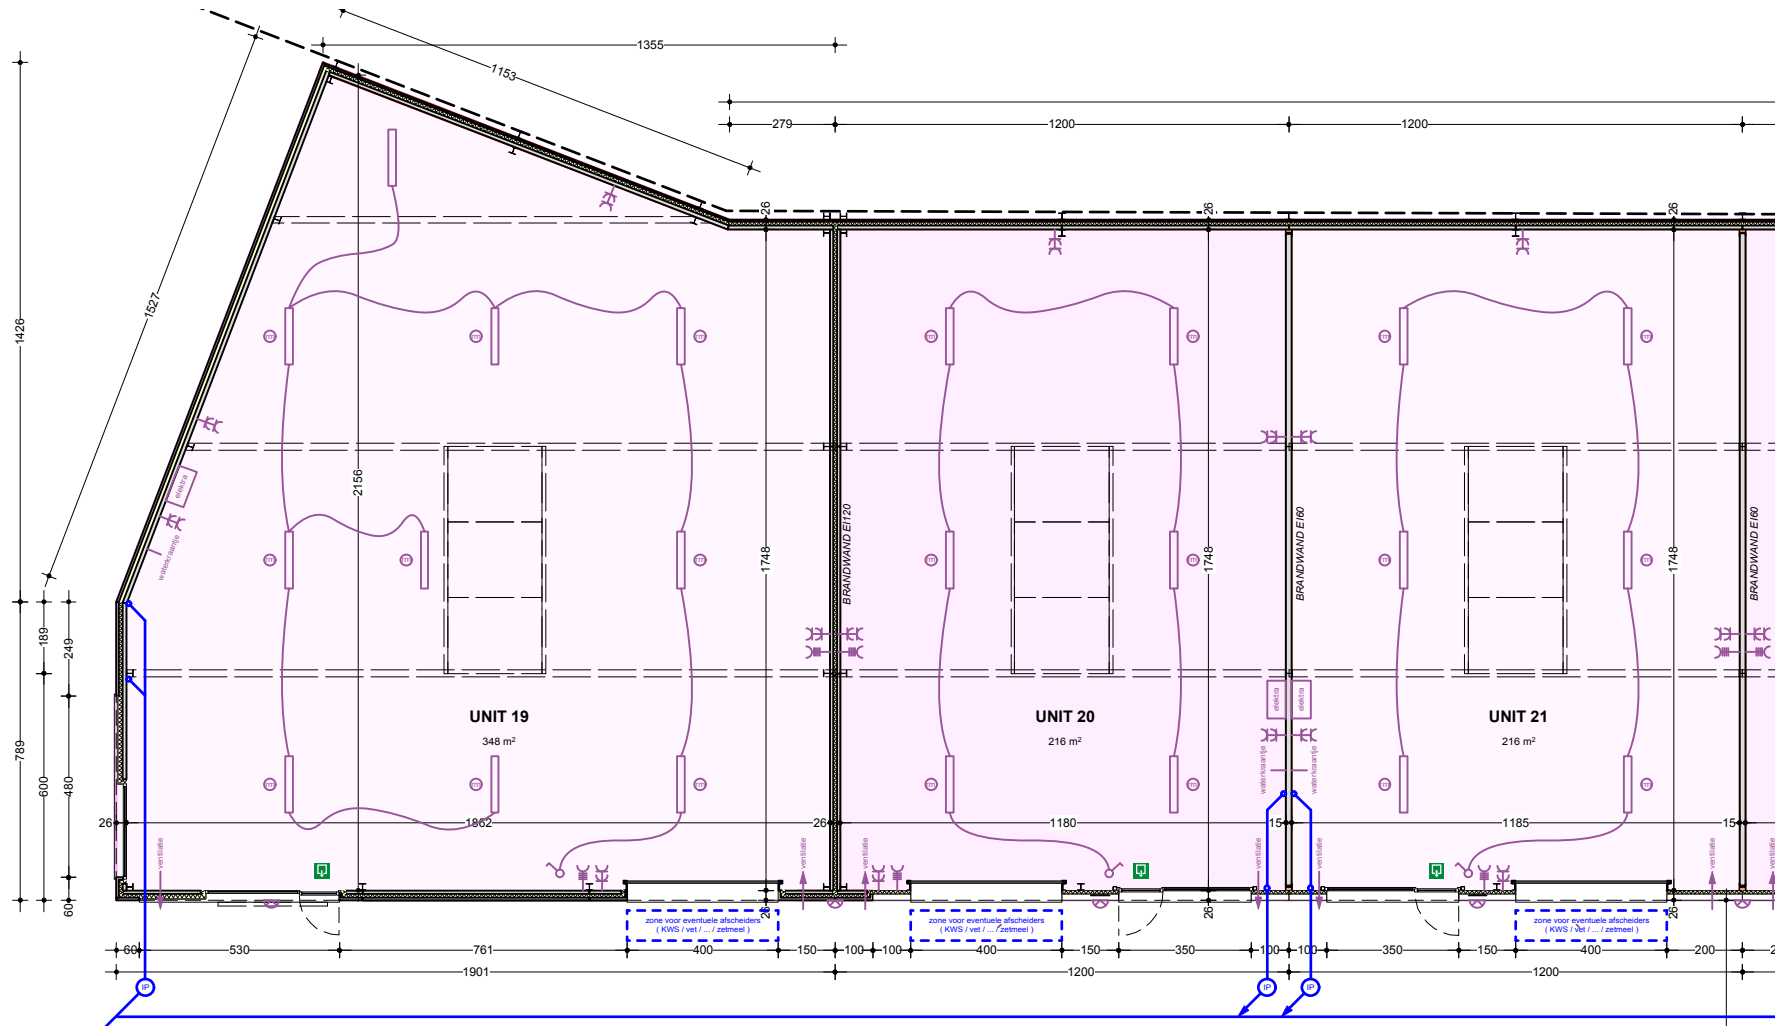 1355
1153
279
1200
1200
26
26
26
1527
1426
elektra
waterkraantje
2156
1748
BRANDWAND EI120
1748
BRANDWAND EI60
1748
BRANDWAND EI60
189
249
789
600
480
60
UNIT 19
348 m²
UNIT 20
216 m²
UNIT 21
216 m²
elektra
elektra
waterkraantje
waterkraantje
26
1862
26
1180
15
1185
15
ventilatie
ventilatie
ventilatie
ventilatie
ventilatie
ventilatie
ventilatie
26
26
26
zone voor eventuele afscheiders
( KWS / vet / ... / zetmeel )
zone voor eventuele afscheiders
( KWS / vet / ... / zetmeel )
zone voor eventuele afscheiders
( KWS / vet / ... / zetmeel )
60
530
761
400
150
100
100
400
150
350
100
100
350
150
400
200
1901
1200
1200
IP
IP
IP